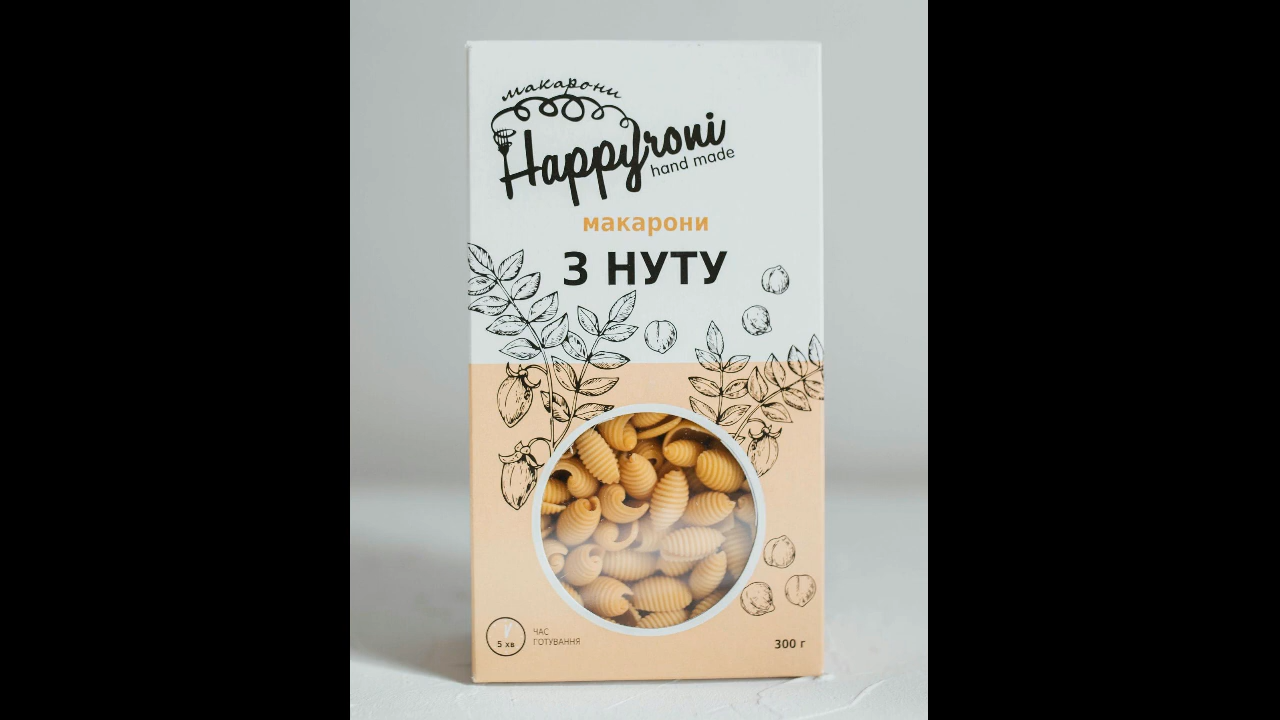 макарони
Happyroni
hand made
макарони
З НУТУ
5 хв
ЧАС
ГОТУВАННЯ
300 г